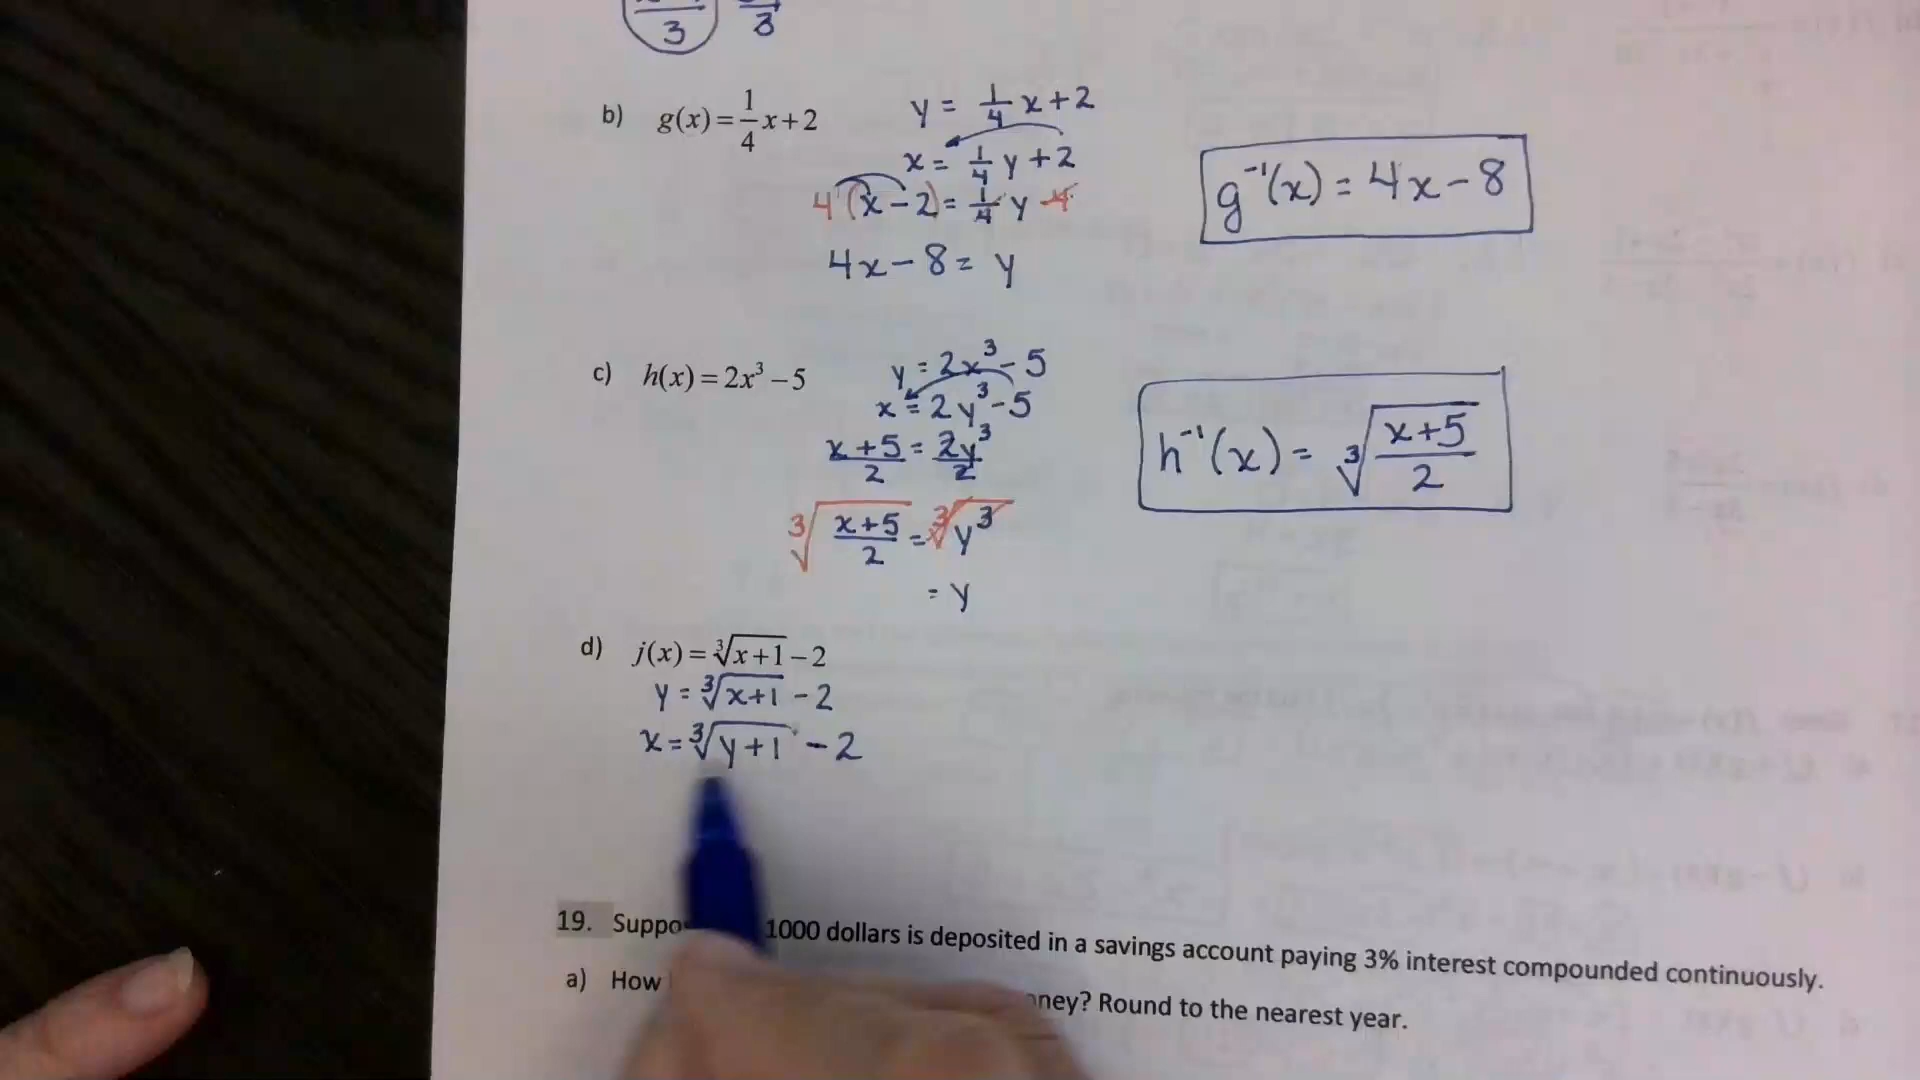 3 3
b) g(x) = 1/4 x + 2
y = 1/4 x + 2
x = 1/4 y + 2
4(x - 2) = 1/4 y · 4
4x - 8 = y
g⁻¹(x) = 4x - 8
c) h(x) = 2x³ - 5
y = 2x³ - 5
x = 2y³ - 5
(x + 5)/2 = 2y³/2
∛((x + 5)/2) = ∛(y³)
= y
h⁻¹(x) = ∛((x + 5)/2)
d) j(x) = ∛(x + 1) - 2
y = ∛(x + 1) - 2
x = ∛(y + 1) - 2
19. Suppo 1000 dollars is deposited in a savings account paying 3% interest compounded continuously.
a) How ney? Round to the nearest year.